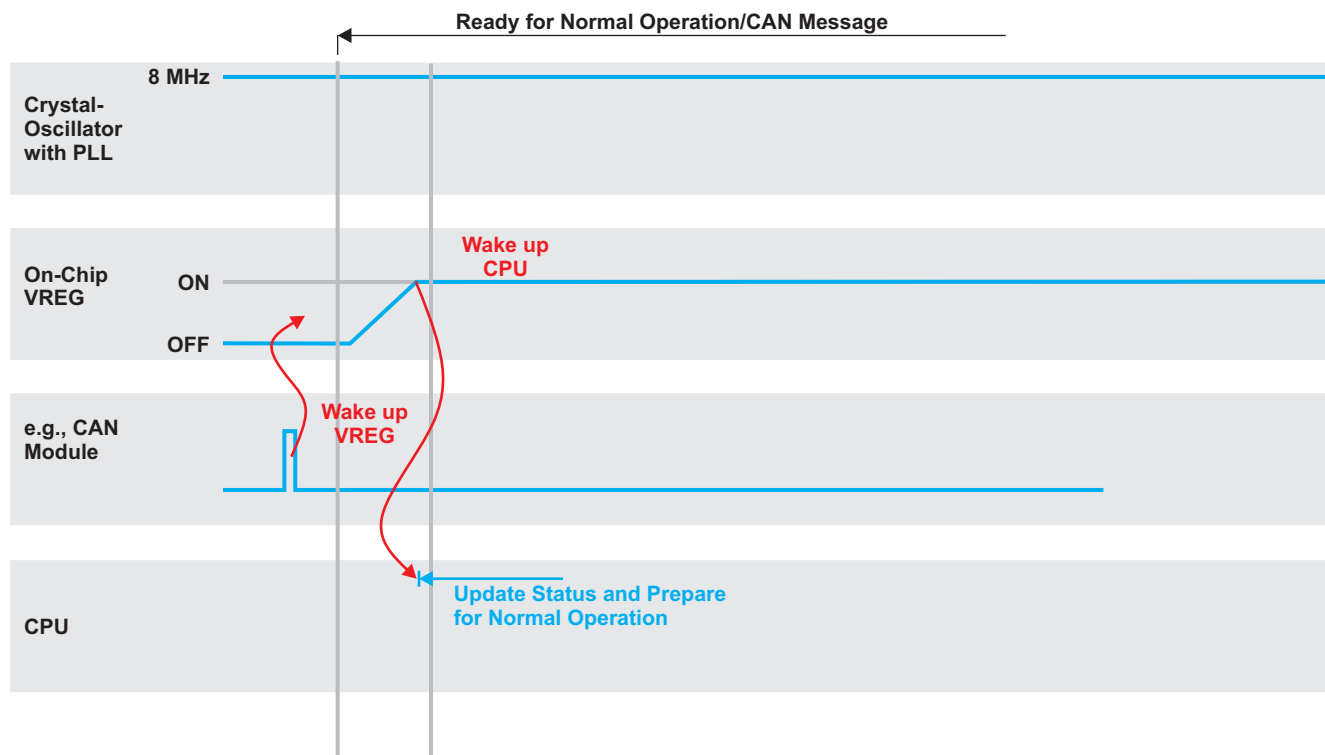 Ready for Normal Operation/CAN Message
8 MHz
Crystal-
Oscillator
with PLL
Wake up
CPU
On-Chip
VREG
ON
OFF
Wake up
VREG
e.g., CAN
Module
Update Status and Prepare
for Normal Operation
CPU